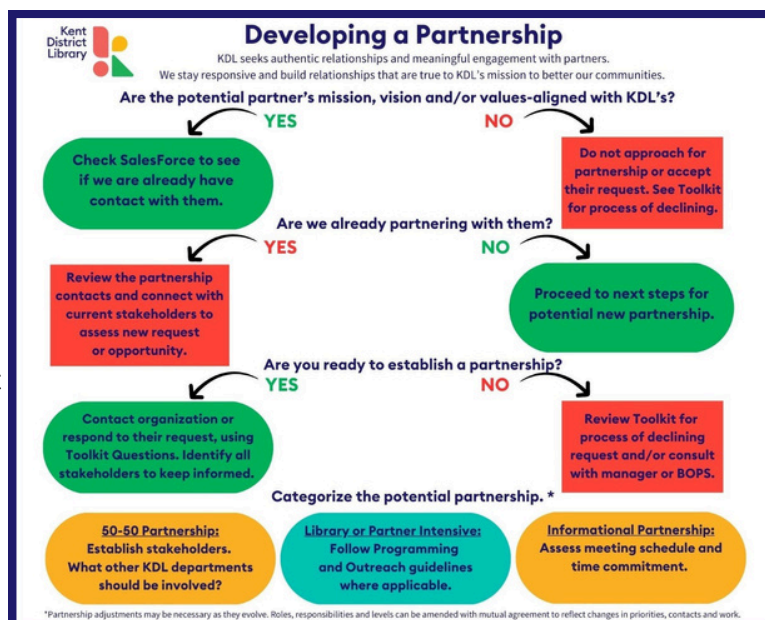 Kent
District
Library
Developing a Partnership
KDL seeks authentic relationships and meaningful engagement with partners.
We stay responsive and build relationships that are true to KDL's mission to better our communities.
Are the potential partner's mission, vision and/or values-aligned with KDL's?
YES
NO
Check SalesForce to see
if we are already have
contact with them.
Do not approach for
partnership or accept
their request. See Toolkit
for process of declining.
Are we already partnering with them?
YES
NO
Review the partnership
contacts and connect with
current stakeholders to
assess new request
or opportunity.
Proceed to next steps for
potential new partnership.
Are you ready to establish a partnership?
YES
NO
Contact organization or
respond to their request, using
Toolkit Questions. Identify all
stakeholders to keep informed.
Review Toolkit for
process of declining
request and/or consult
with manager or BOPS.
Categorize the potential partnership. *
50-50 Partnership:
Establish stakeholders.
What other KDL departments
should be involved?
Library or Partner Intensive:
Follow Programming
and Outreach guidelines
where applicable.
Informational Partnership:
Assess meeting schedule and
time commitment.
*Partnership adjustments may be necessary as they evolve. Roles, responsibilities and levels can be amended with mutual agreement to reflect changes in priorities, contacts and work.